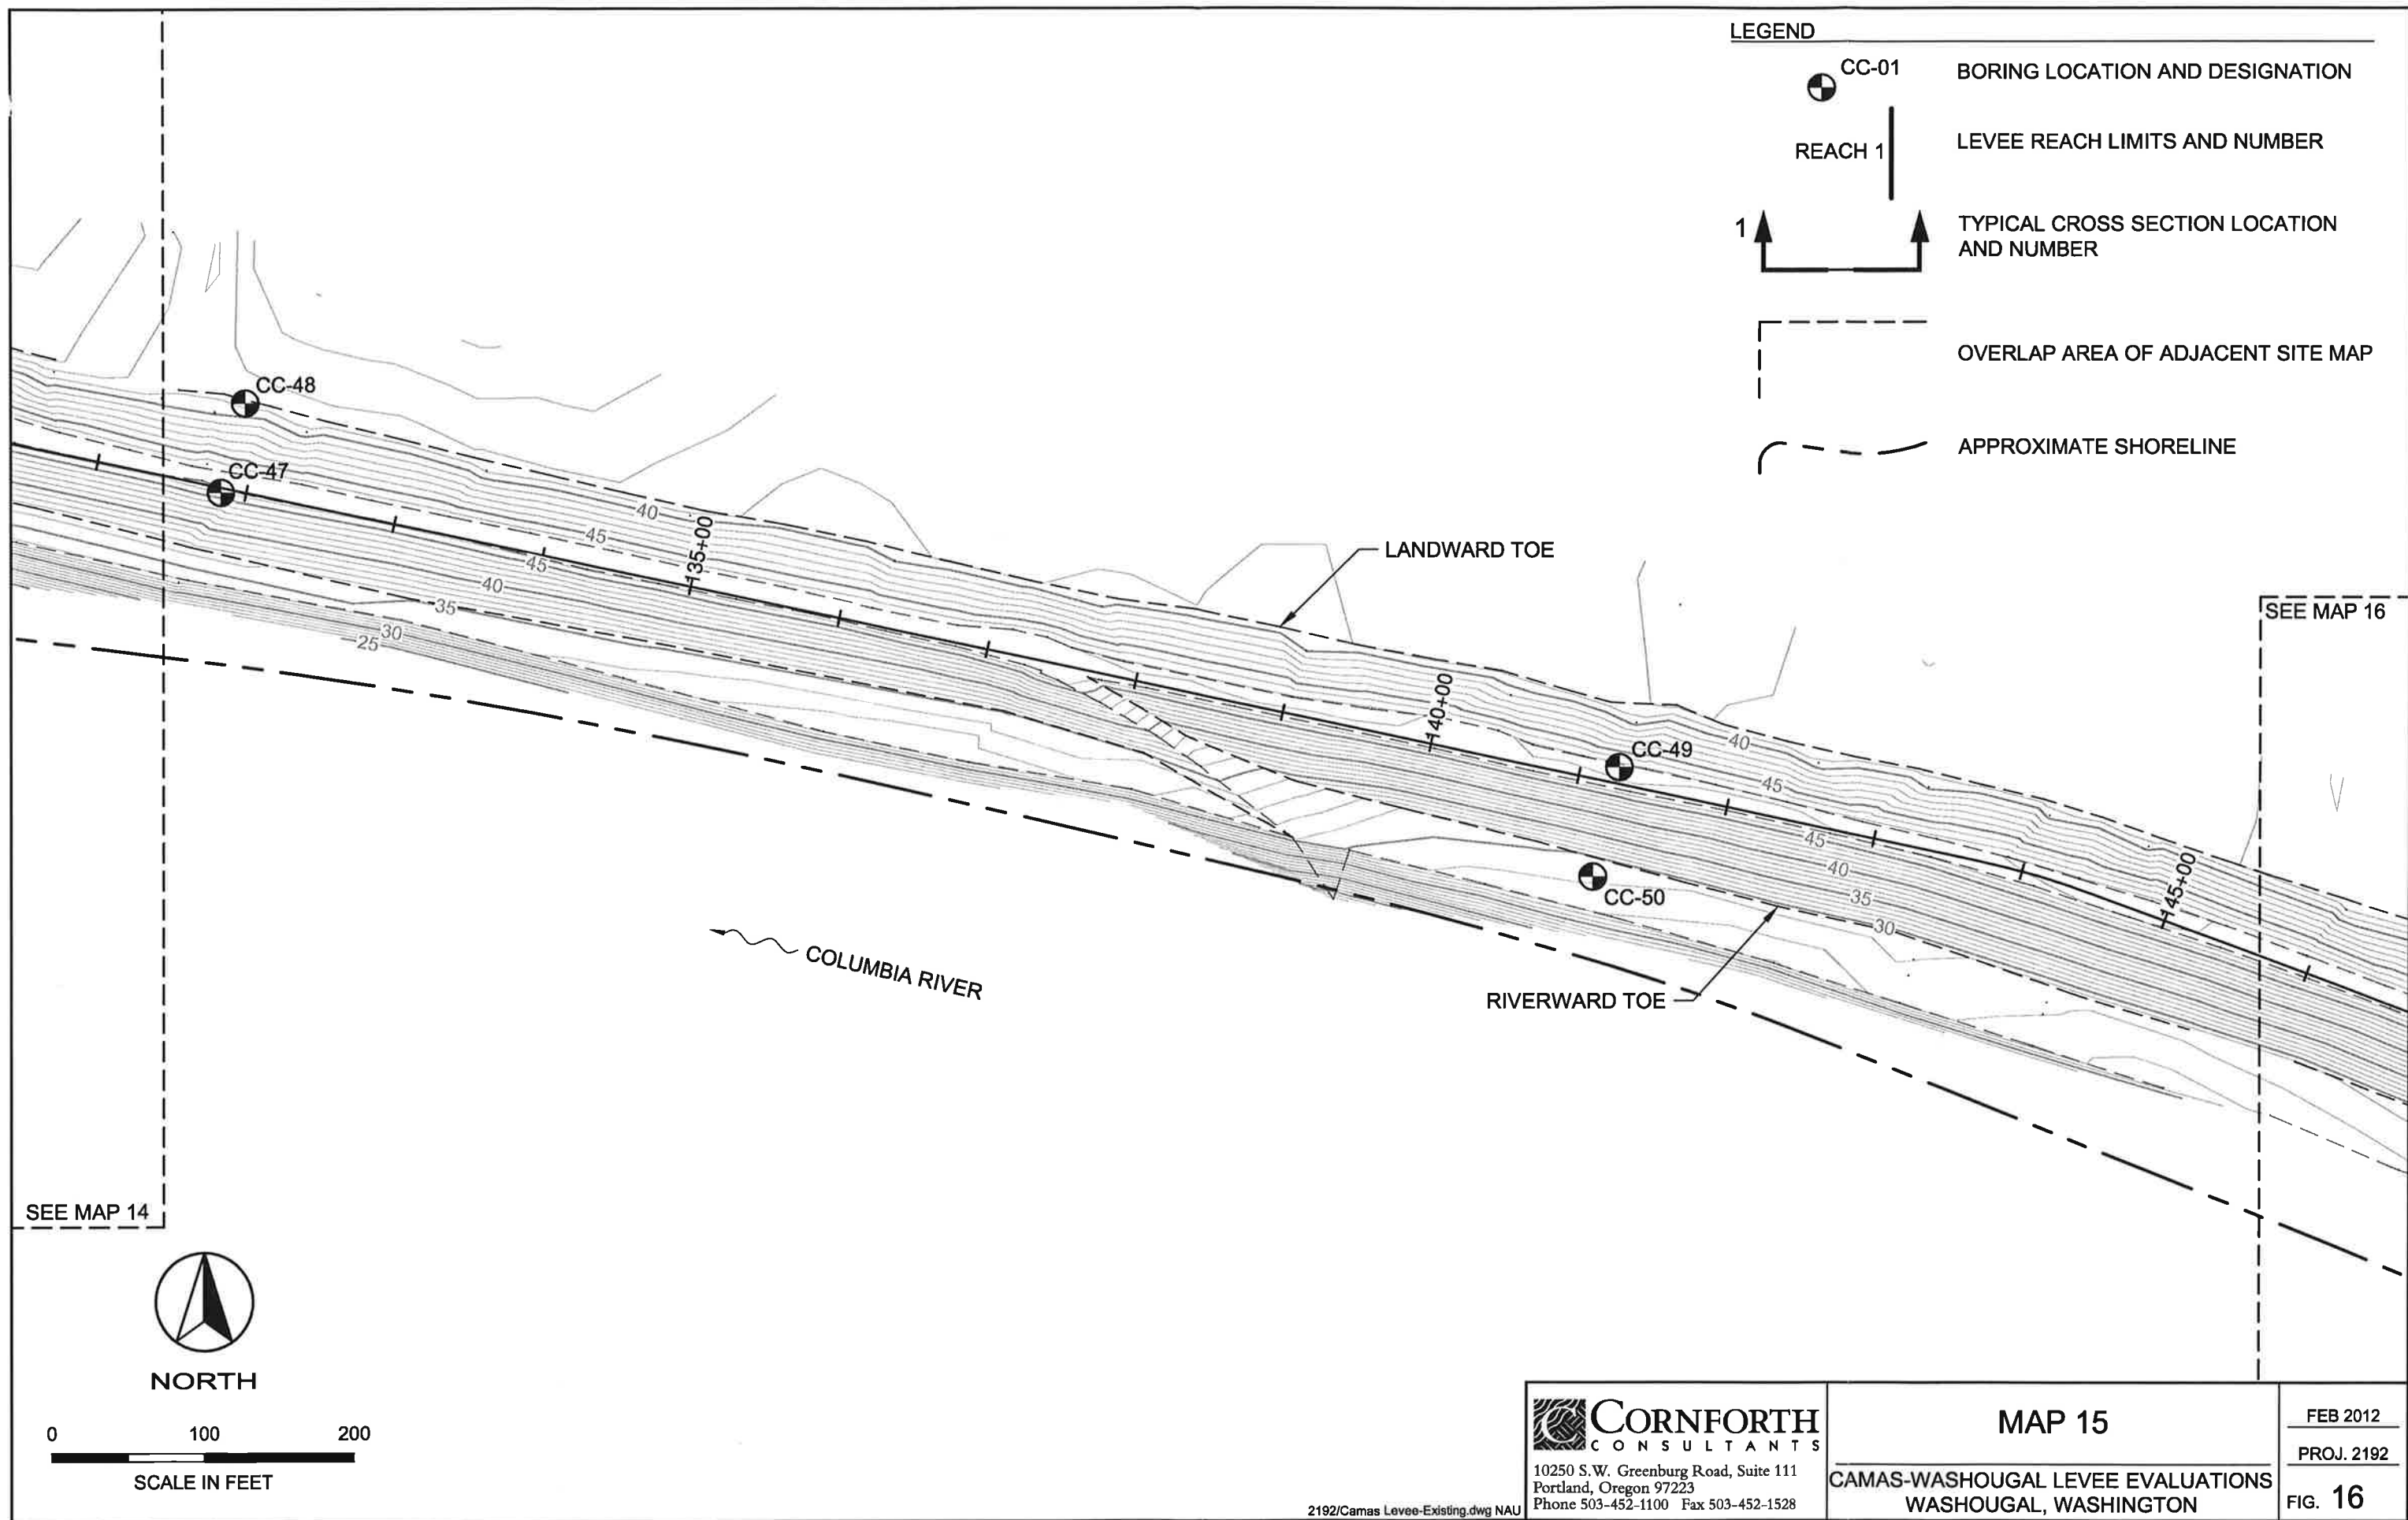 LEGEND
CC-01
BORING LOCATION AND DESIGNATION
REACH 1
LEVEE REACH LIMITS AND NUMBER
1
TYPICAL CROSS SECTION LOCATION
AND NUMBER
OVERLAP AREA OF ADJACENT SITE MAP
APPROXIMATE SHORELINE
CC-48
CC-47
40
45
135+00
45
40
35
30
25
LANDWARD TOE
SEE MAP 16
140+00
CC-49
40
45
45
40
35
30
145+00
CC-50
COLUMBIA RIVER
RIVERWARD TOE
SEE MAP 14
NORTH
0 100 200
SCALE IN FEET
2192/Camas Levee-Existing.dwg NAU
CORNFORTH
CONSULTANTS
10250 S.W. Greenburg Road, Suite 111
Portland, Oregon 97223
Phone 503-452-1100 Fax 503-452-1528
MAP 15
CAMAS-WASHOUGAL LEVEE EVALUATIONS
WASHOUGAL, WASHINGTON
FEB 2012
PROJ. 2192
FIG. 16